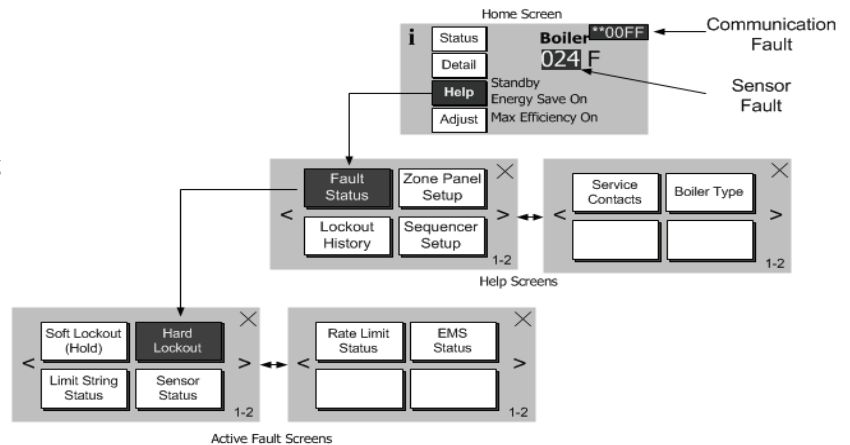 Home Screen
i
Status
Boiler
**00FF
Communication
Fault
Detail
024 F
Sensor
Fault
Help
Standby
Energy Save On
Adjust
Max Efficiency On
Fault
Status
Zone Panel
Setup
X
<
>
Lockout
History
Sequencer
Setup
1-2
Service
Contacts
Boiler Type
X
<
>
1-2
Help Screens
Soft Lockout
(Hold)
Hard
Lockout
X
<
>
Limit String
Status
Sensor
Status
1-2
Rate Limit
Status
EMS
Status
X
<
>
1-2
Active Fault Screens